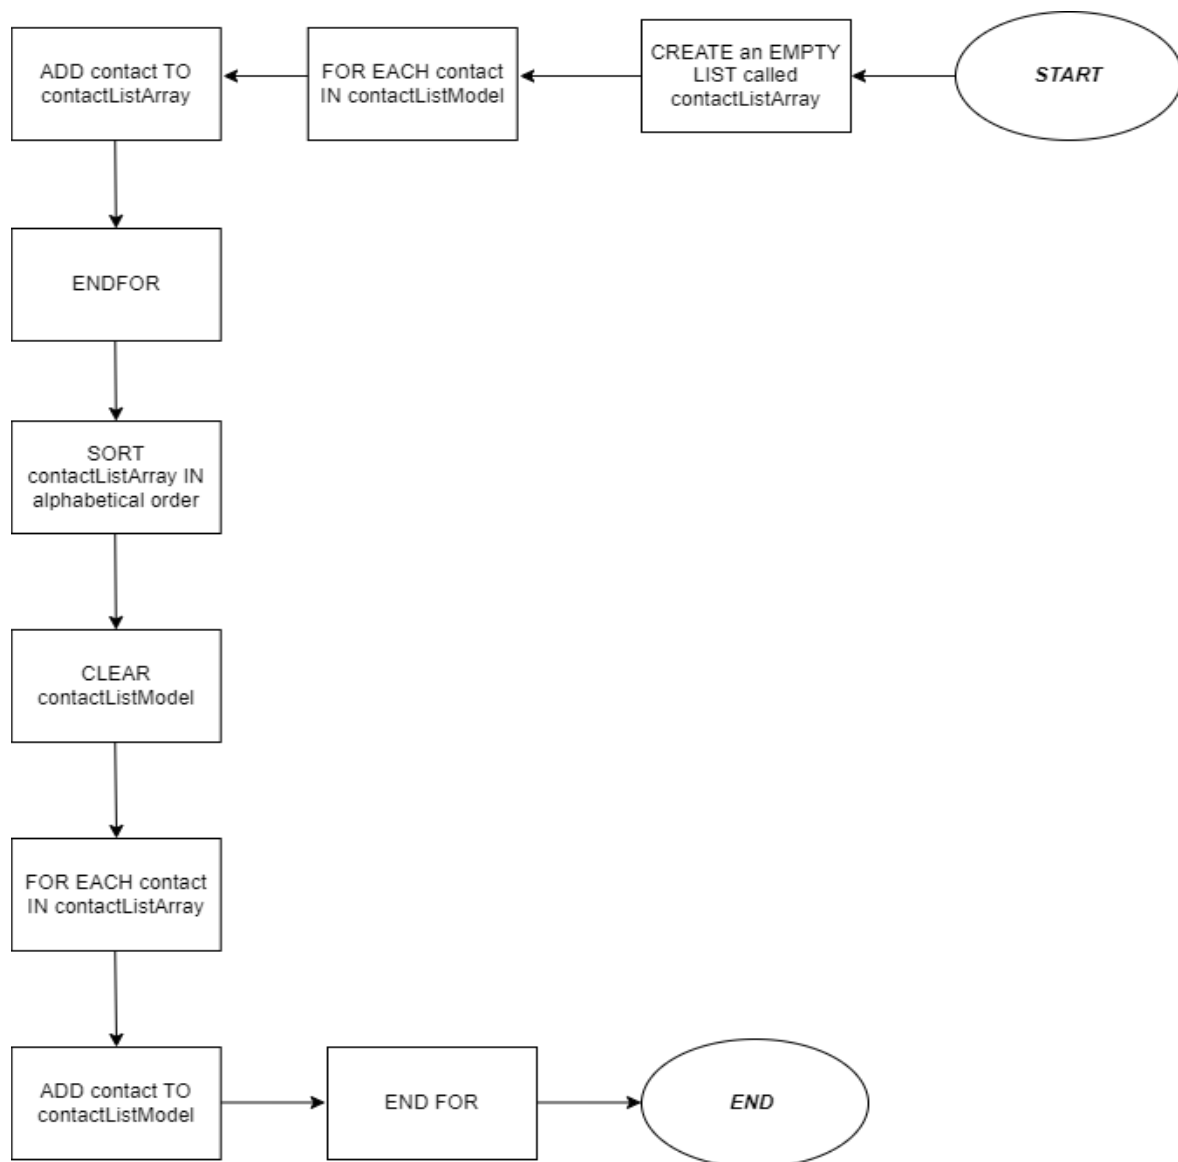 START
CREATE an EMPTY
LIST called
contactListArray
FOR EACH contact
IN contactListModel
ADD contact TO
contactListArray
ENDFOR
SORT
contactListArray IN
alphabetical order
CLEAR
contactListModel
FOR EACH contact
IN contactListArray
ADD contact TO
contactListModel
END FOR
END